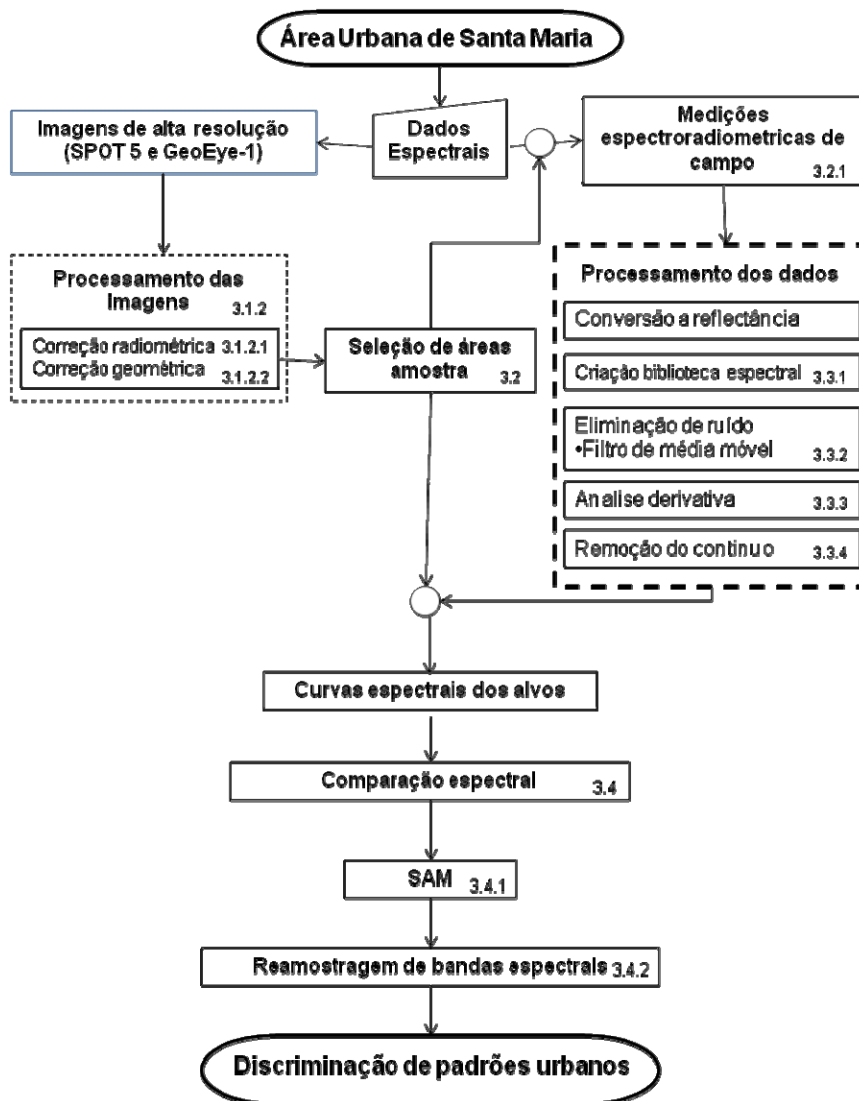 Área Urbana de Santa Maria
Imagens de alta resolução
(SPOT 5 e GeoEye-1)
Dados
Espectrais
Medições
espectroradiometricas de
campo
3.2.1
Processamento das
Imagens
3.1.2
Correção radiométrica 3.1.2.1
Correção geométrica 3.1.2.2
Seleção de áreas
amostra 3.2
Processamento dos dados
Conversão a reflectância
Criação biblioteca espectral 3.3.1
Eliminação de ruído
•Filtro de média móvel 3.3.2
Analise derivativa 3.3.3
Remoção do continuo 3.3.4
Curvas espectrais dos alvos
Comparação espectral 3.4
SAM 3.4.1
Reamostragem de bandas espectrais 3.4.2
Discriminação de padrões urbanos